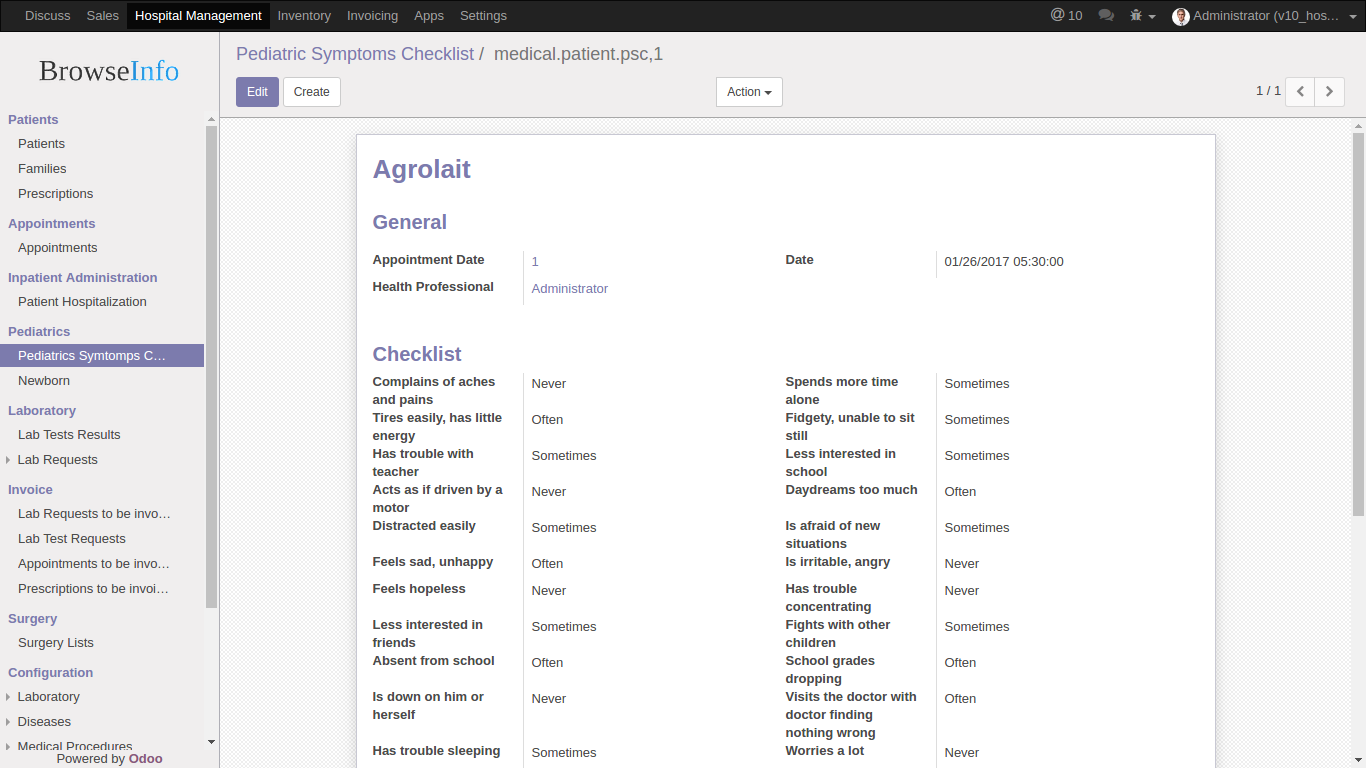 Discuss Sales Hospital Management Inventory Invoicing Apps Settings @ 10 Administrator (v10_hos...
BrowseInfo
Patients
Patients
Families
Prescriptions
Appointments
Appointments
Inpatient Administration
Patient Hospitalization
Pediatrics
Pediatrics Symtomps C...
Newborn
Laboratory
Lab Tests Results
Lab Requests
Invoice
Lab Requests to be invo...
Lab Test Requests
Appointments to be invo...
Prescriptions to be invoi...
Surgery
Surgery Lists
Configuration
Laboratory
Diseases
Medical Procedures
Powered by Odoo
Pediatric Symptoms Checklist / medical.patient.psc,1
Edit Create Action 1 / 1
Agrolait
General
Appointment Date 1 Date 01/26/2017 05:30:00
Health Professional Administrator
Checklist
Complains of aches Never Spends more time Sometimes
and pains alone
Tires easily, has little Often Fidgety, unable to sit Sometimes
energy still
Has trouble with Sometimes Less interested in Sometimes
teacher school
Acts as if driven by a Never Daydreams too much Often
motor
Distracted easily Sometimes Is afraid of new Sometimes
situations
Feels sad, unhappy Often Is irritable, angry Never
Feels hopeless Never Has trouble Never
concentrating
Less interested in Sometimes Fights with other Sometimes
friends children
Absent from school Often School grades Often
dropping
Is down on him or Never Visits the doctor with Often
herself doctor finding
nothing wrong
Has trouble sleeping Sometimes Worries a lot Never